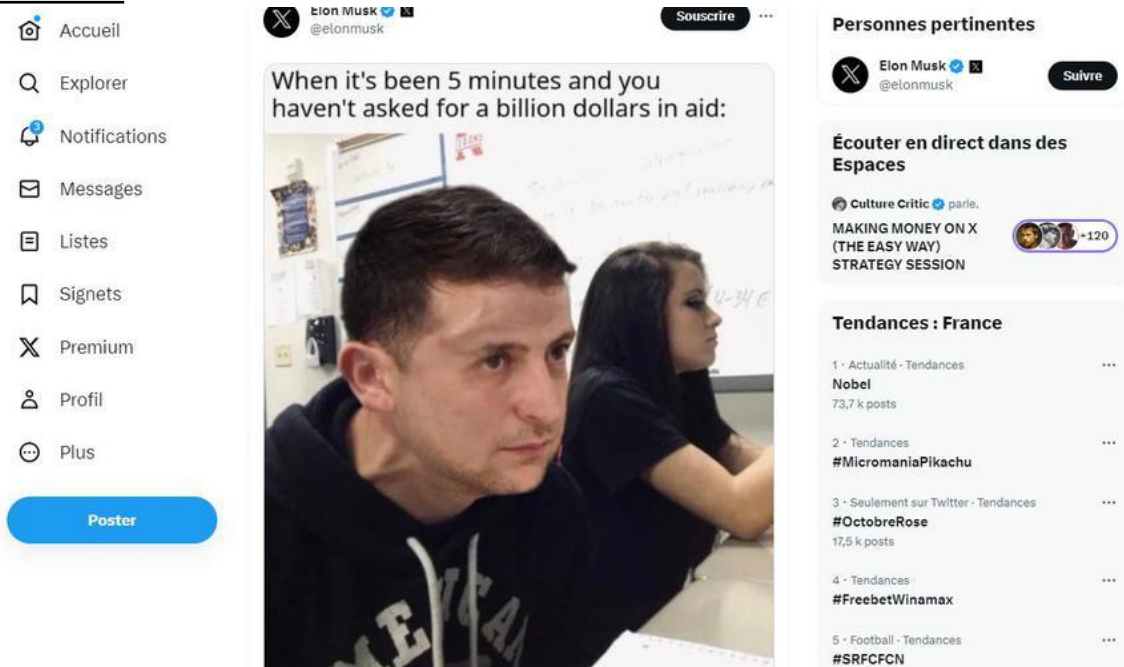 Accueil
Explorer
3
Notifications
Messages
Listes
Signets
Premium
Profil
Plus
Poster
Elon Musk
@elonmusk
Souscrire
When it's been 5 minutes and you
haven't asked for a billion dollars in aid:
TEXANS
4-34 E
Personnes pertinentes
Elon Musk
@elonmusk
Suivre
Écouter en direct dans des
Espaces
Culture Critic parle.
MAKING MONEY ON X
(THE EASY WAY)
STRATEGY SESSION
+120
Tendances : France
1 · Actualité · Tendances
Nobel
73,7 k posts
2 · Tendances
#MicromaniaPikachu
3 · Seulement sur Twitter · Tendances
#OctobreRose
17,5 k posts
4 · Tendances
#FreebetWinamax
5 · Football · Tendances
#SRFCFCN